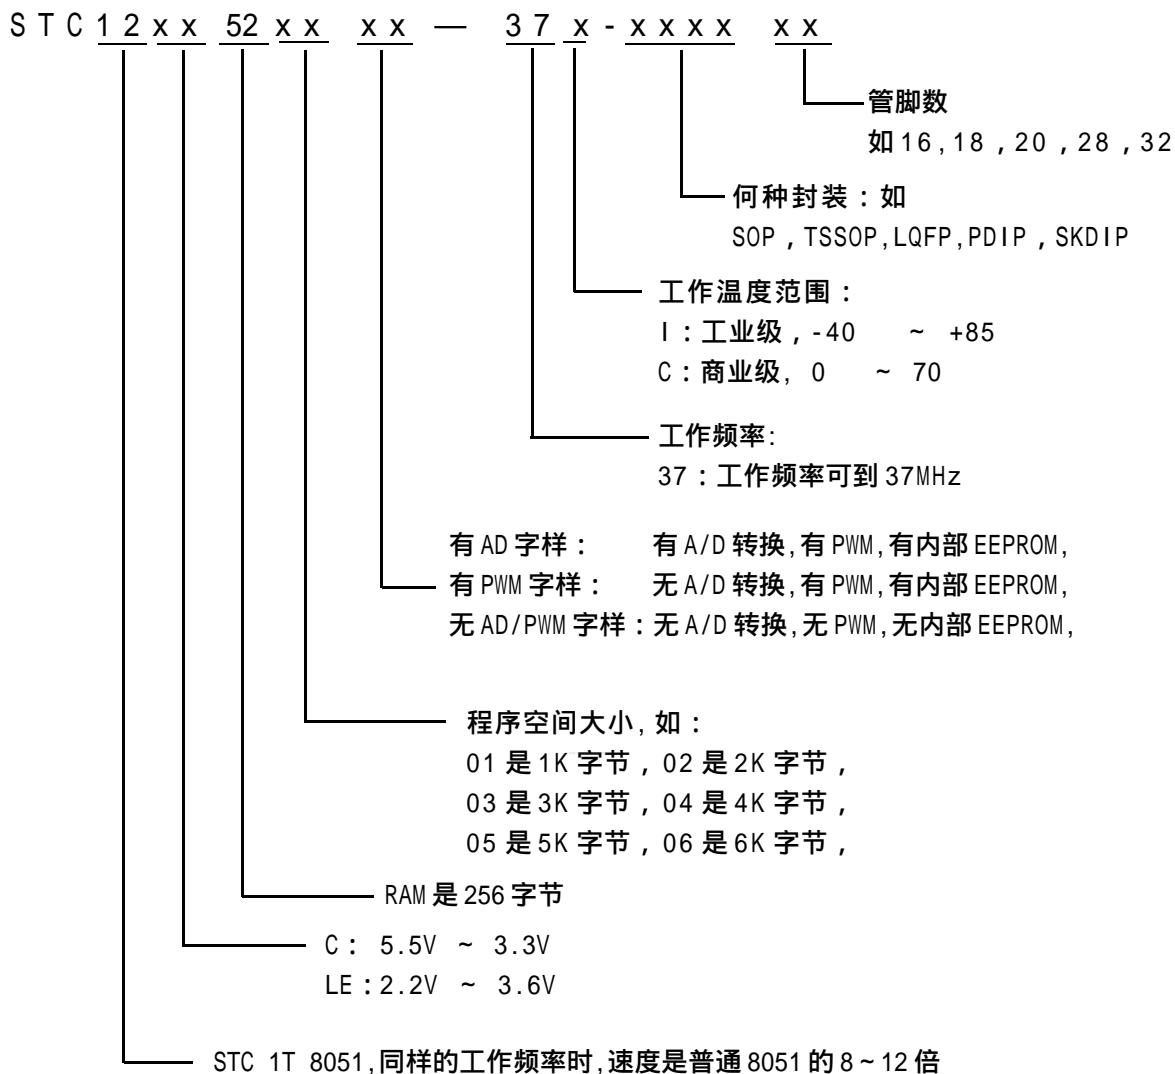 STC12xx 52xx xx — 37x-xxxx xx
管脚数
如16,18，20，28，32
何种封装：如
SOP，TSSOP,LQFP,PDIP，SKDIP
工作温度范围：
I：工业级，-40 ~ +85
C：商业级, 0 ~ 70
工作频率:
37：工作频率可到37MHz
有AD字样： 有A/D转换,有PWM,有内部EEPROM,
有PWM字样： 无A/D转换,有PWM,有内部EEPROM,
无AD/PWM字样：无A/D转换,无PWM,无内部EEPROM,
程序空间大小,如：
01是1K字节，02是2K字节，
03是3K字节，04是4K字节，
05是5K字节，06是6K字节，
RAM是256字节
C： 5.5V ~ 3.3V
LE：2.2V ~ 3.6V
STC 1T 8051,同样的工作频率时,速度是普通8051的8~12倍